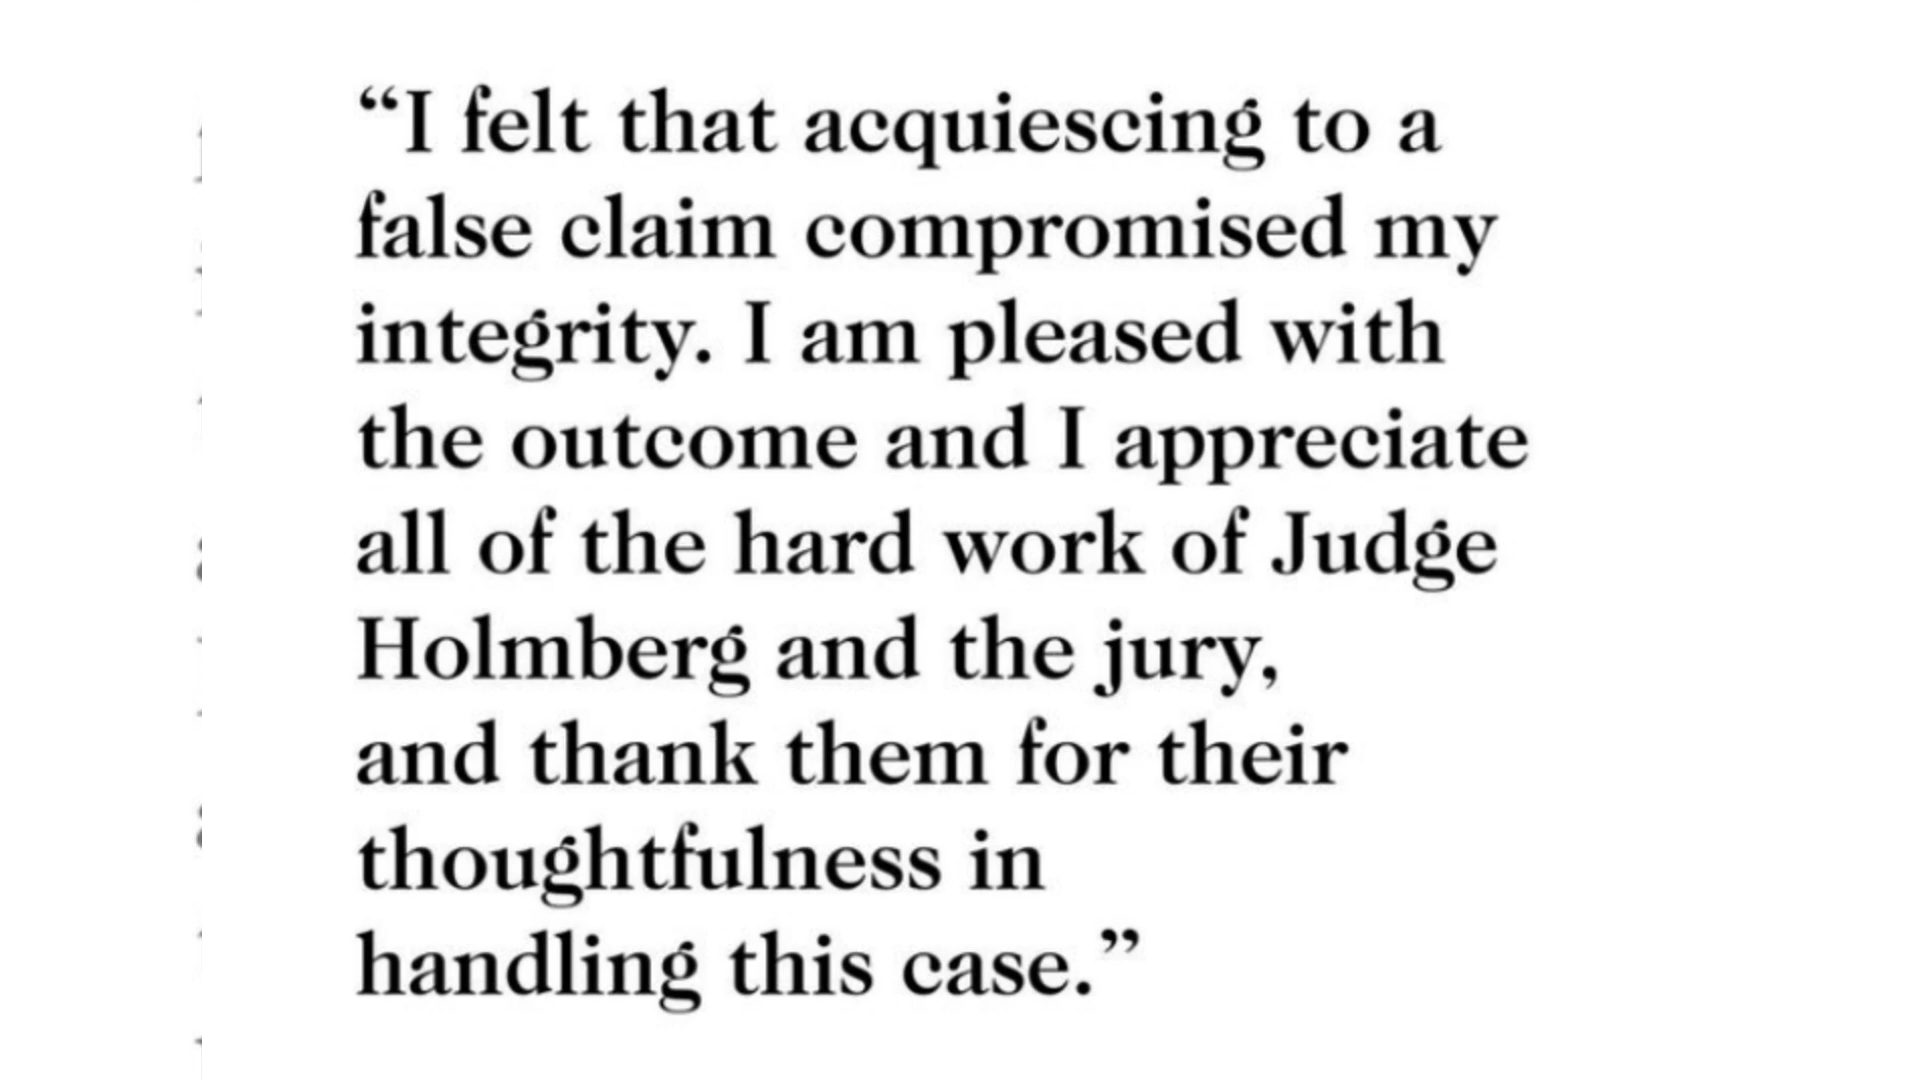 “I felt that acquiescing to a
false claim compromised my
integrity. I am pleased with
the outcome and I appreciate
all of the hard work of Judge
Holmberg and the jury,
and thank them for their
thoughtfulness in
handling this case.”